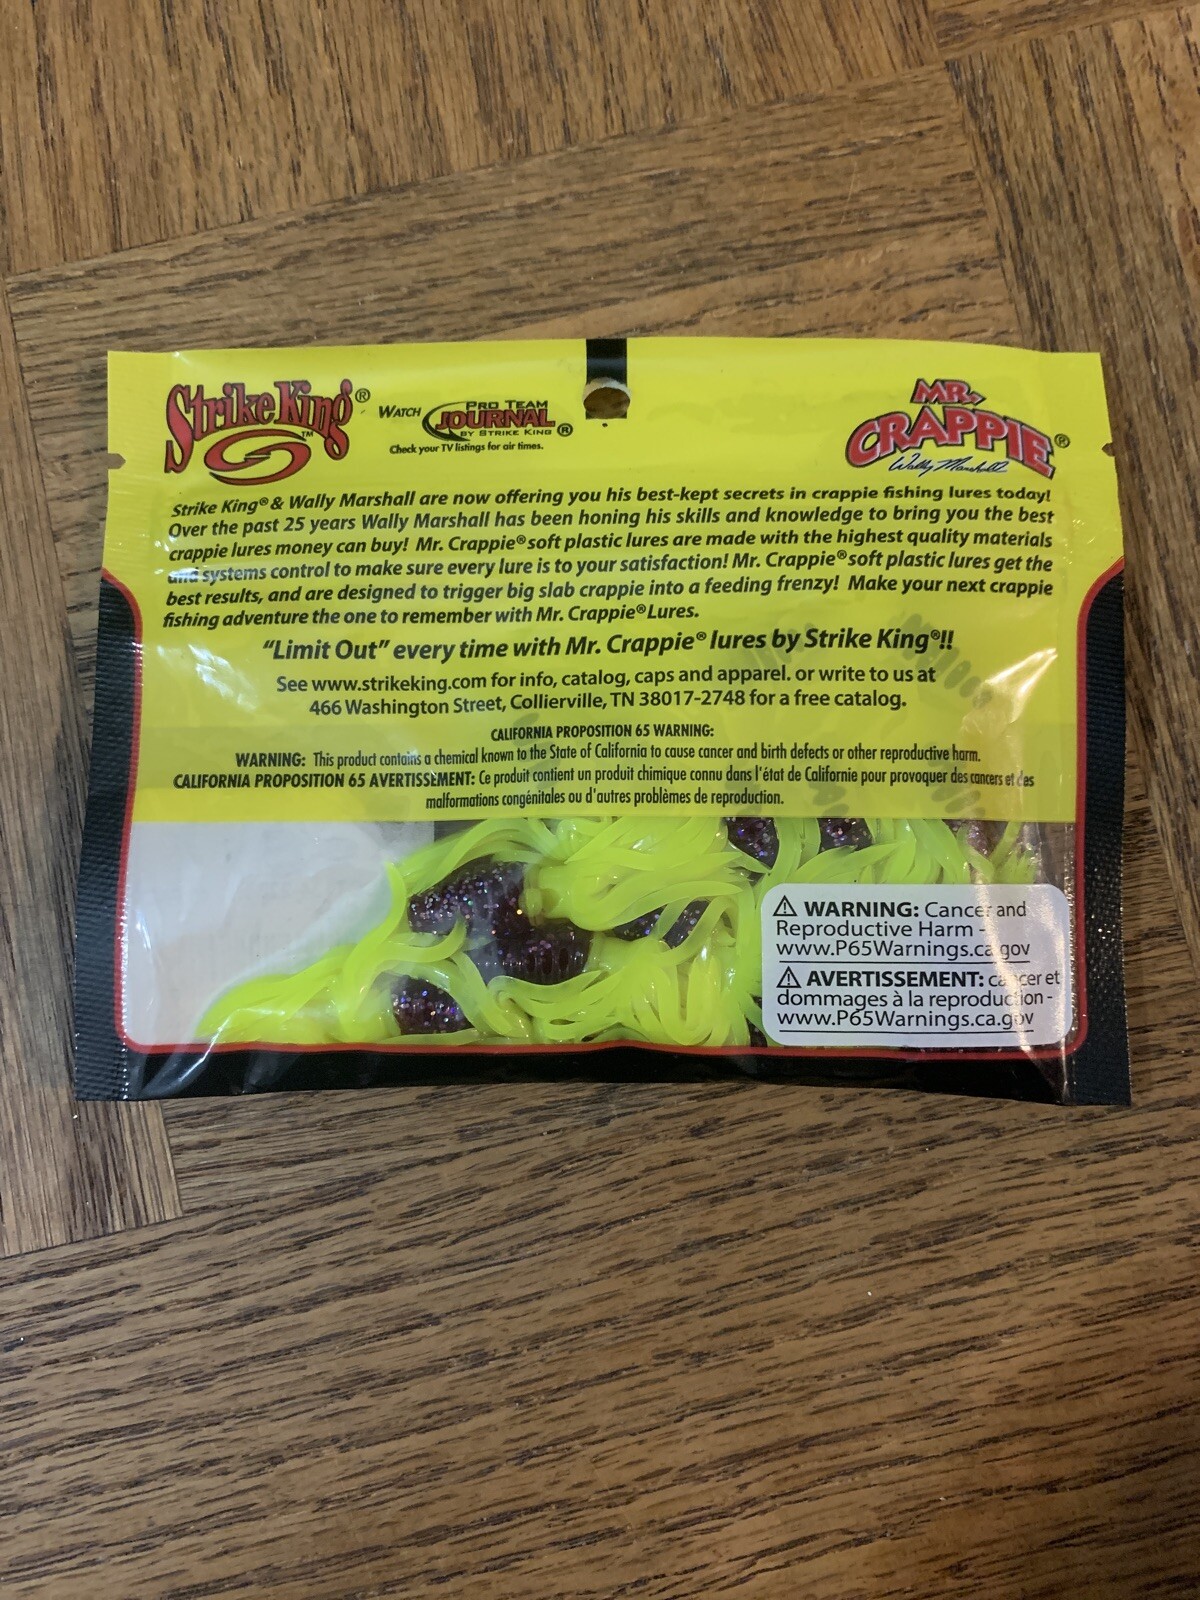 Strike King®
™
WATCH PRO TEAM JOURNAL BY STRIKE KING ®
Check your TV listings for air times.
MR. CRAPPIE®
Wally Marshall
Strike King® & Wally Marshall are now offering you his best-kept secrets in crappie fishing lures today!
Over the past 25 years Wally Marshall has been honing his skills and knowledge to bring you the best
crappie lures money can buy! Mr. Crappie® soft plastic lures are made with the highest quality materials
and systems control to make sure every lure is to your satisfaction! Mr. Crappie® soft plastic lures get the
best results, and are designed to trigger big slab crappie into a feeding frenzy! Make your next crappie
fishing adventure the one to remember with Mr. Crappie® Lures.
“Limit Out” every time with Mr. Crappie® lures by Strike King®!!
See www.strikeking.com for info, catalog, caps and apparel. or write to us at
466 Washington Street, Collierville, TN 38017-2748 for a free catalog.
CALIFORNIA PROPOSITION 65 WARNING:
WARNING: This product contains a chemical known to the State of California to cause cancer and birth defects or other reproductive harm.
CALIFORNIA PROPOSITION 65 AVERTISSEMENT: Ce produit contient un produit chimique connu dans l'état de Californie pour provoquer des cancers et des
malformations congénitales ou d'autres problèmes de reproduction.
⚠ WARNING: Cancer and
Reproductive Harm -
www.P65Warnings.ca.gov
⚠ AVERTISSEMENT: cancer et
dommages à la reproduction -
www.P65Warnings.ca.gov